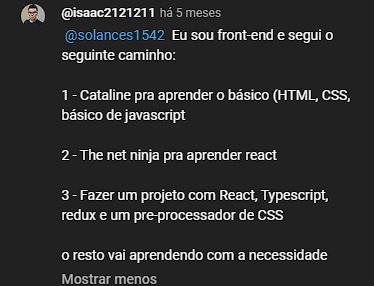 @isaac2121211 há 5 meses
@solances1542 Eu sou front-end e segui o
seguinte caminho:
1 - Cataline pra aprender o básico (HTML, CSS,
básico de javascript
2 - The net ninja pra aprender react
3 - Fazer um projeto com React, Typescript,
redux e um pre-processador de CSS
o resto vai aprendendo com a necessidade
Mostrar menos